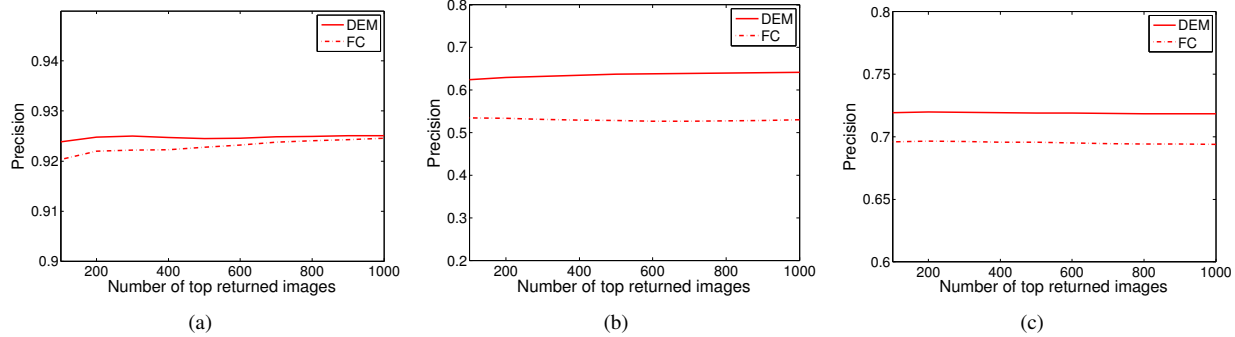 0.94
0.93
0.92
0.91
0.9
Precision
200 400 600 800 1000
Number of top returned images
DEM
FC
(a)
0.8
0.7
0.6
0.5
0.4
0.3
0.2
Precision
200 400 600 800 1000
Number of top returned images
DEM
FC
(b)
0.8
0.75
0.7
0.65
0.6
Precision
200 400 600 800 1000
Number of top returned images
DEM
FC
(c)